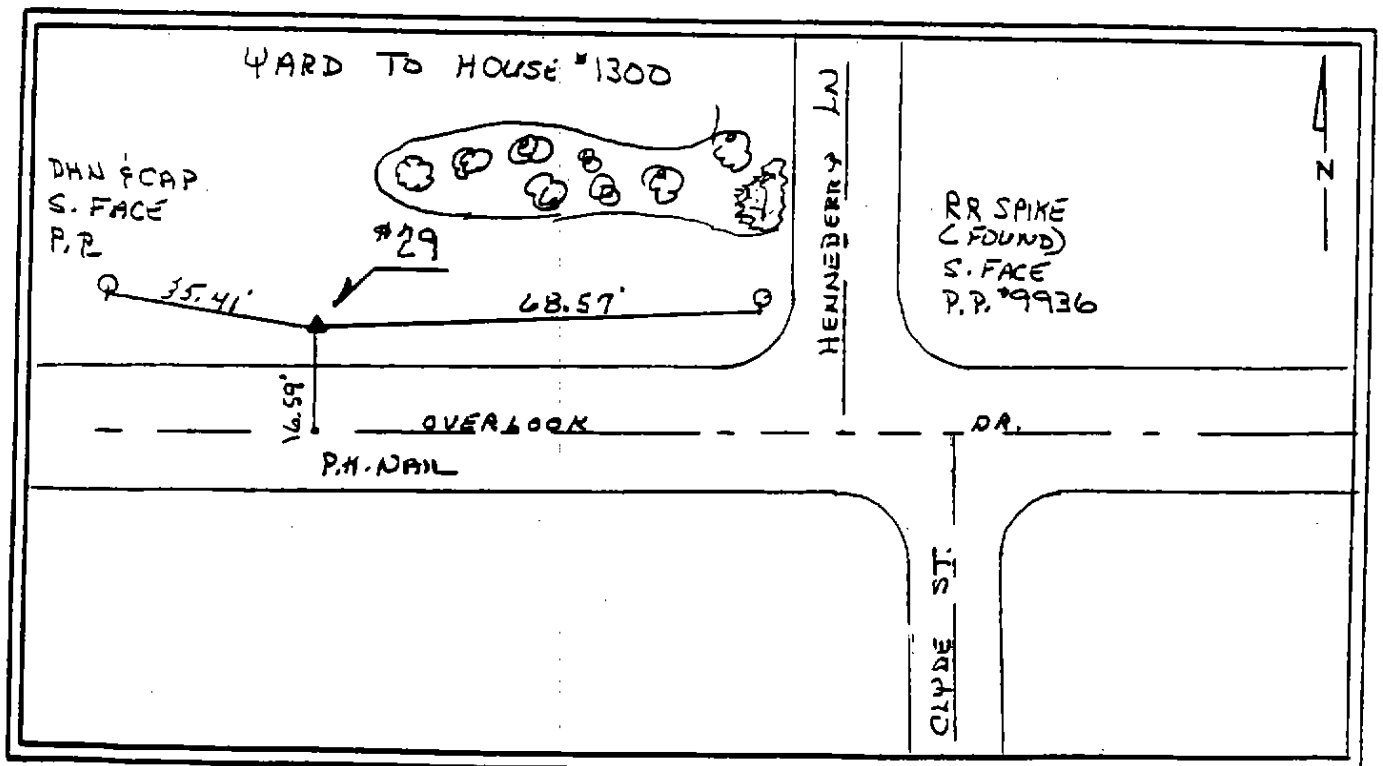 YARD TO HOUSE #1300
DHN & CAP
S. FACE
P.P.
#29
35.41'
68.57'
HENNEBERRY LN
RR SPIKE
(FOUND)
S. FACE
P.P. #9936
N
16.59'
OVERLOOK DR.
P.K. NAIL
CLYDE ST.